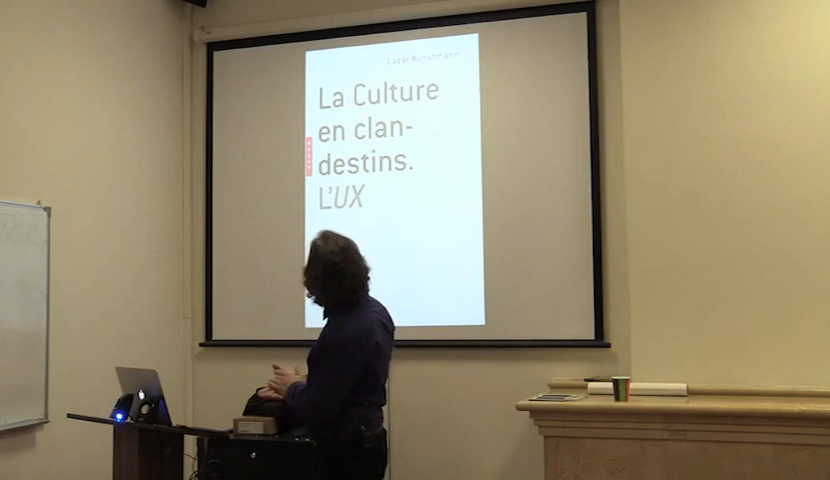 Lazar Kunstmann
La Culture
en clan-
destins.
L'UX